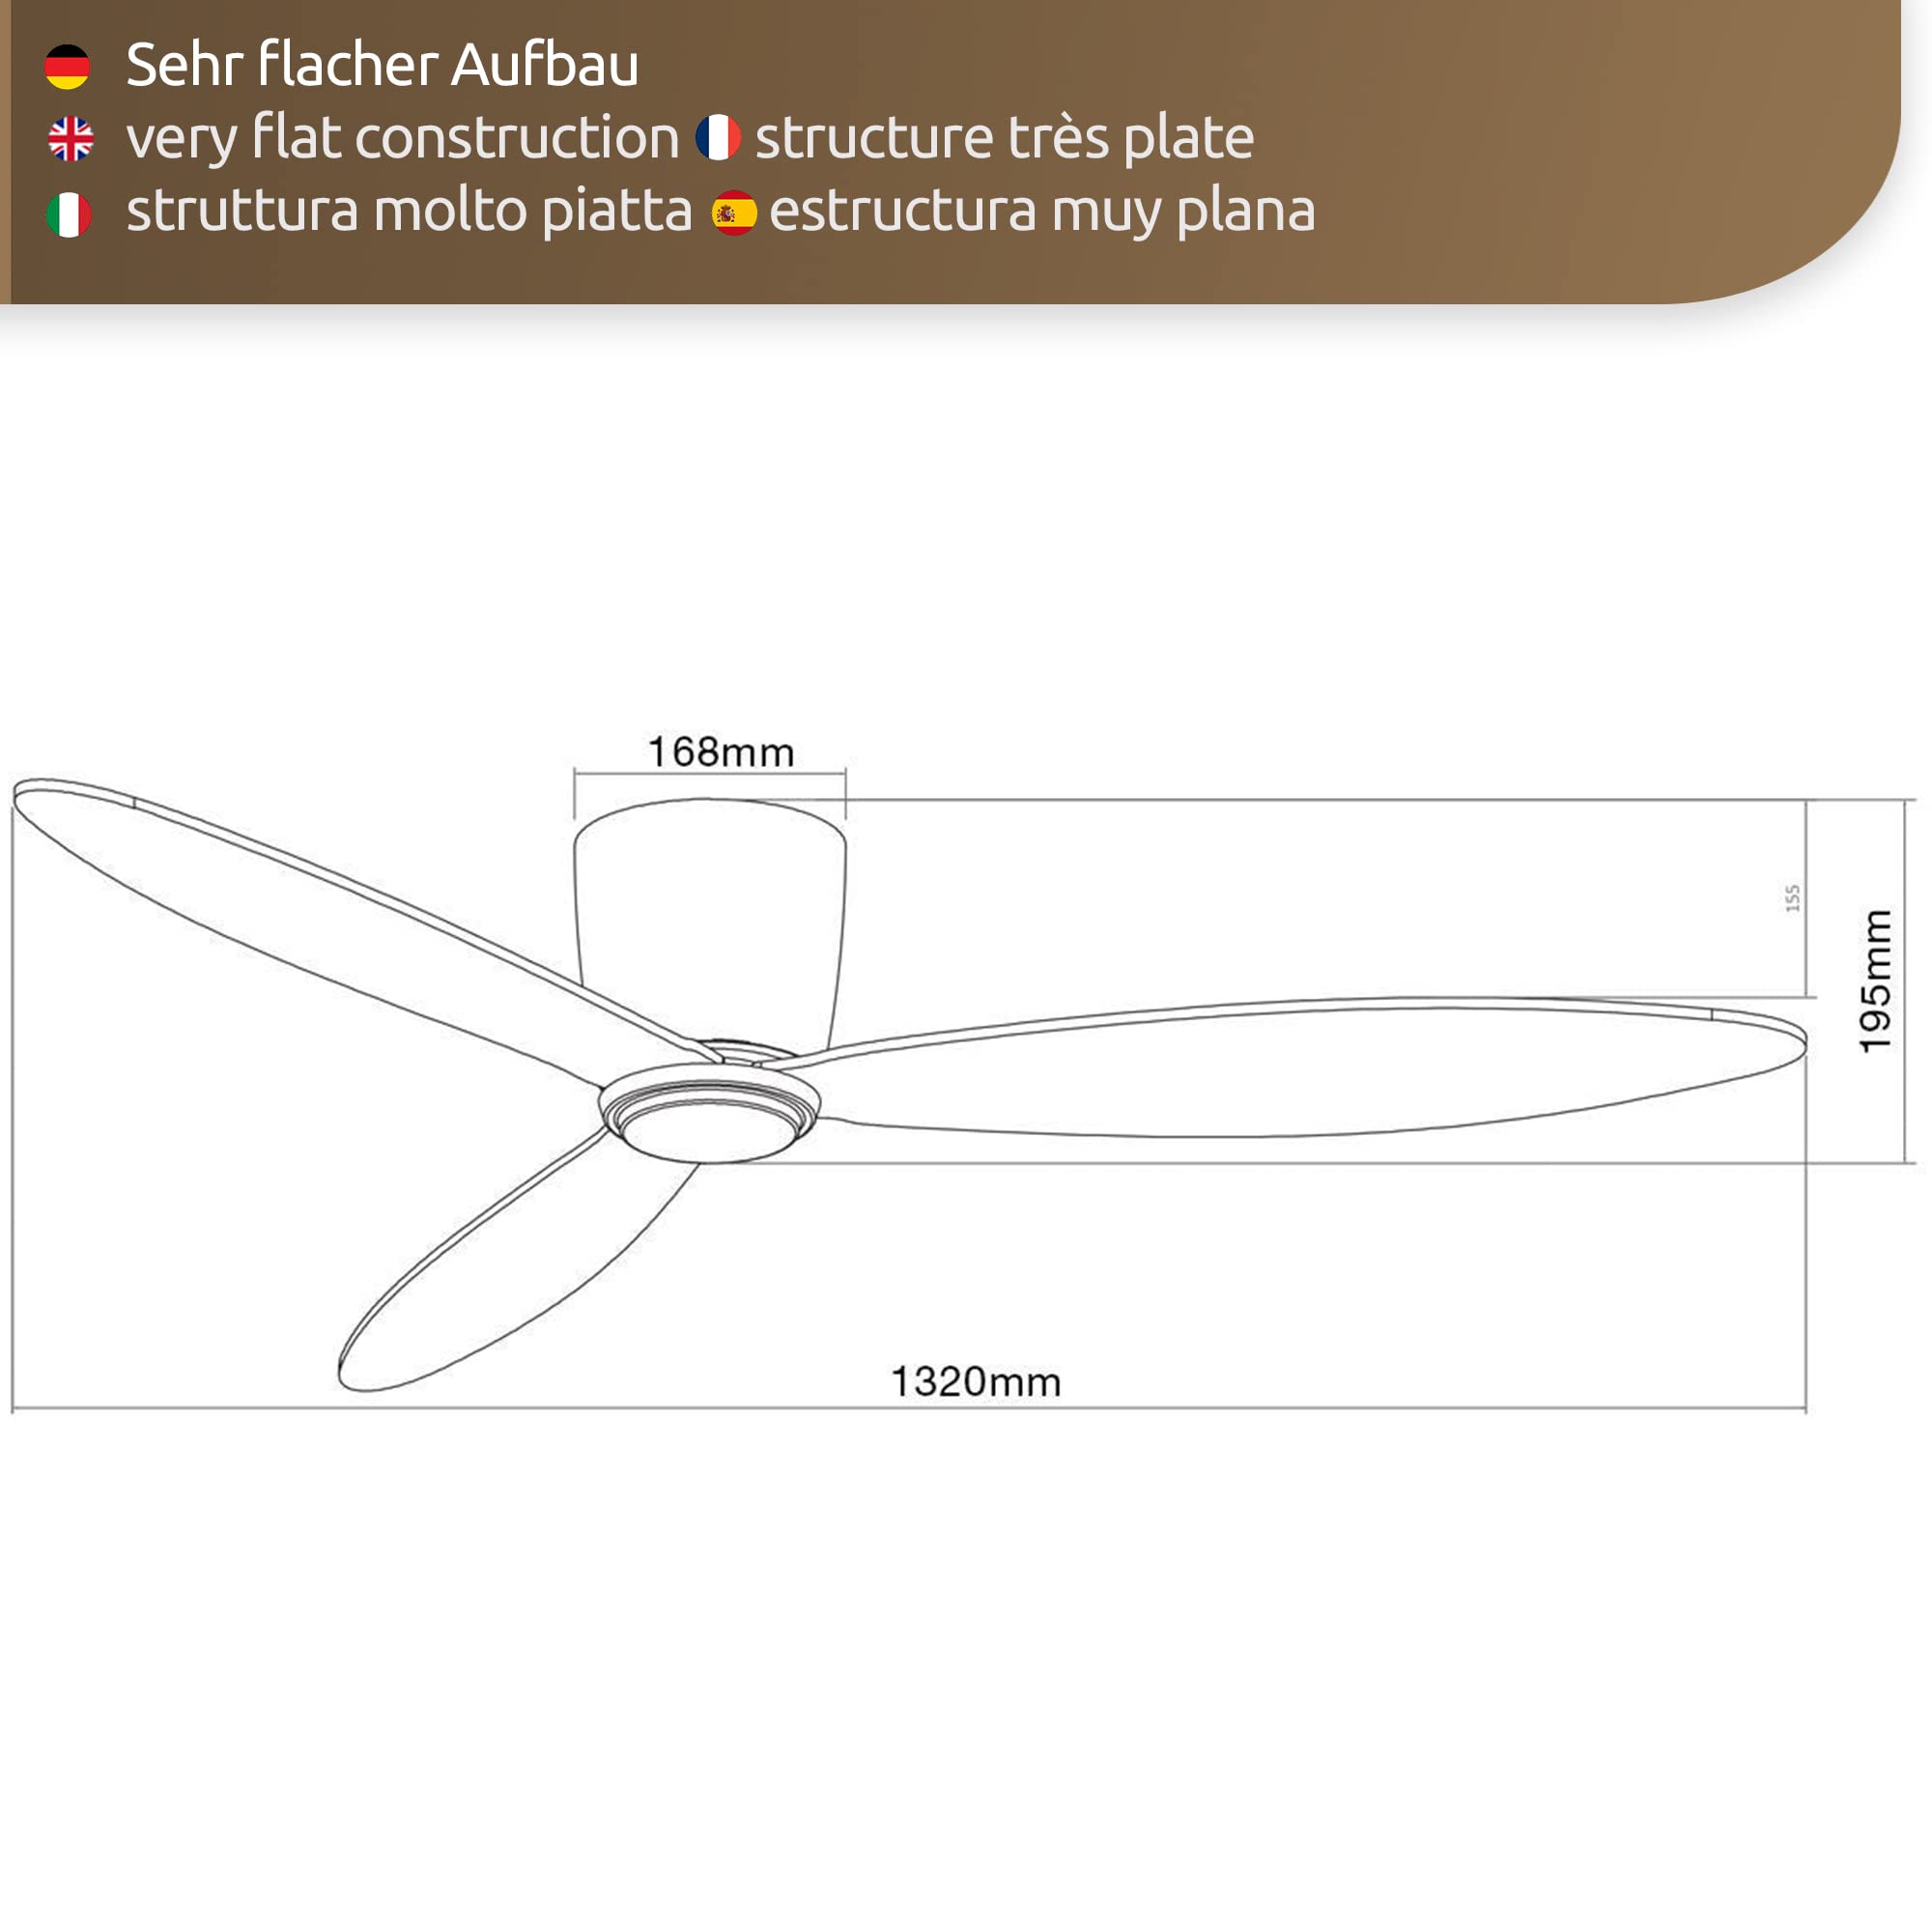 Sehr flacher Aufbau
very flat construction structure très plate
struttura molto piatta estructura muy plana
168mm
155
195mm
1320mm